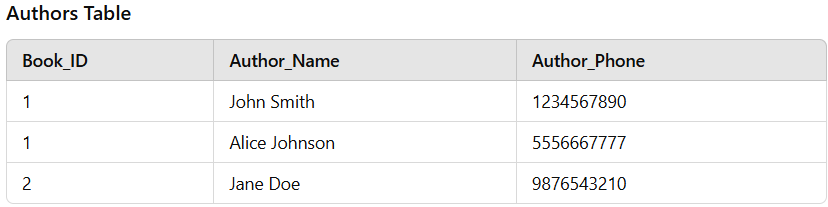 Authors Table
Book_ID Author_Name Author_Phone
1 John Smith 1234567890
1 Alice Johnson 5556667777
2 Jane Doe 9876543210